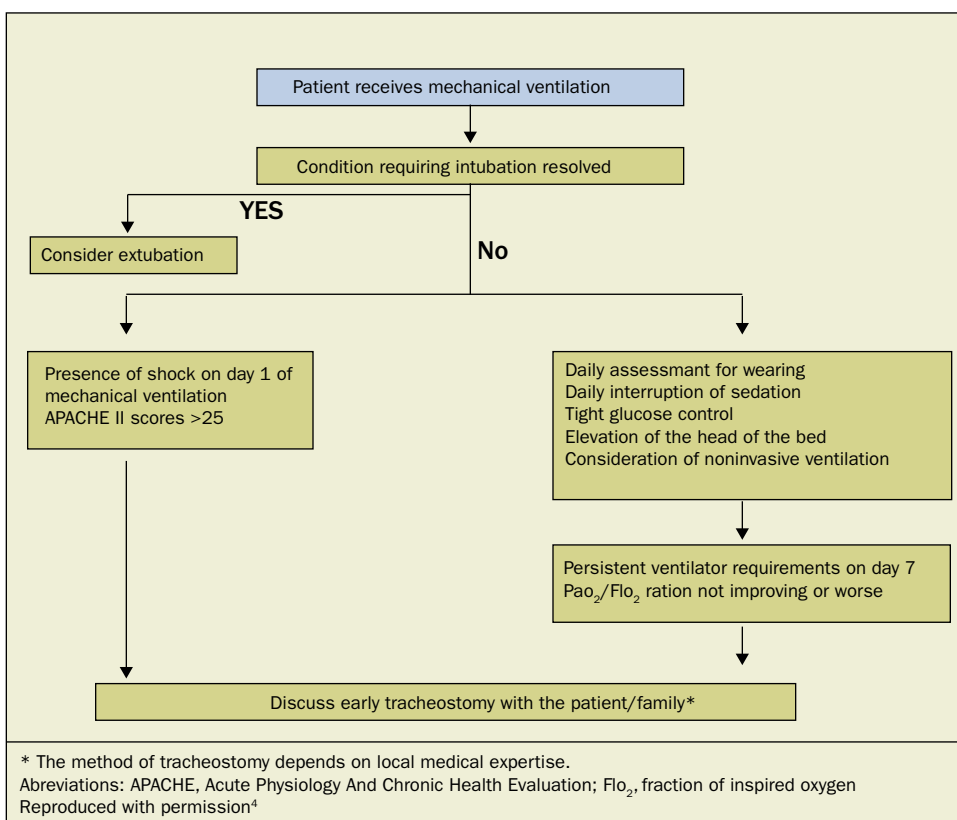 Patient receives mechanical ventilation
Condition requiring intubation resolved
YES
Consider extubation
No
Presence of shock on day 1 of
mechanical ventilation
APACHE II scores >25
Daily assessmant for wearing
Daily interruption of sedation
Tight glucose control
Elevation of the head of the bed
Consideration of noninvasive ventilation
Persistent ventilator requirements on day 7
Pao₂/Flo₂ ration not improving or worse
Discuss early tracheostomy with the patient/family*
* The method of tracheostomy depends on local medical expertise.
Abreviations: APACHE, Acute Physiology And Chronic Health Evaluation; Flo₂, fraction of inspired oxygen
Reproduced with permission⁴